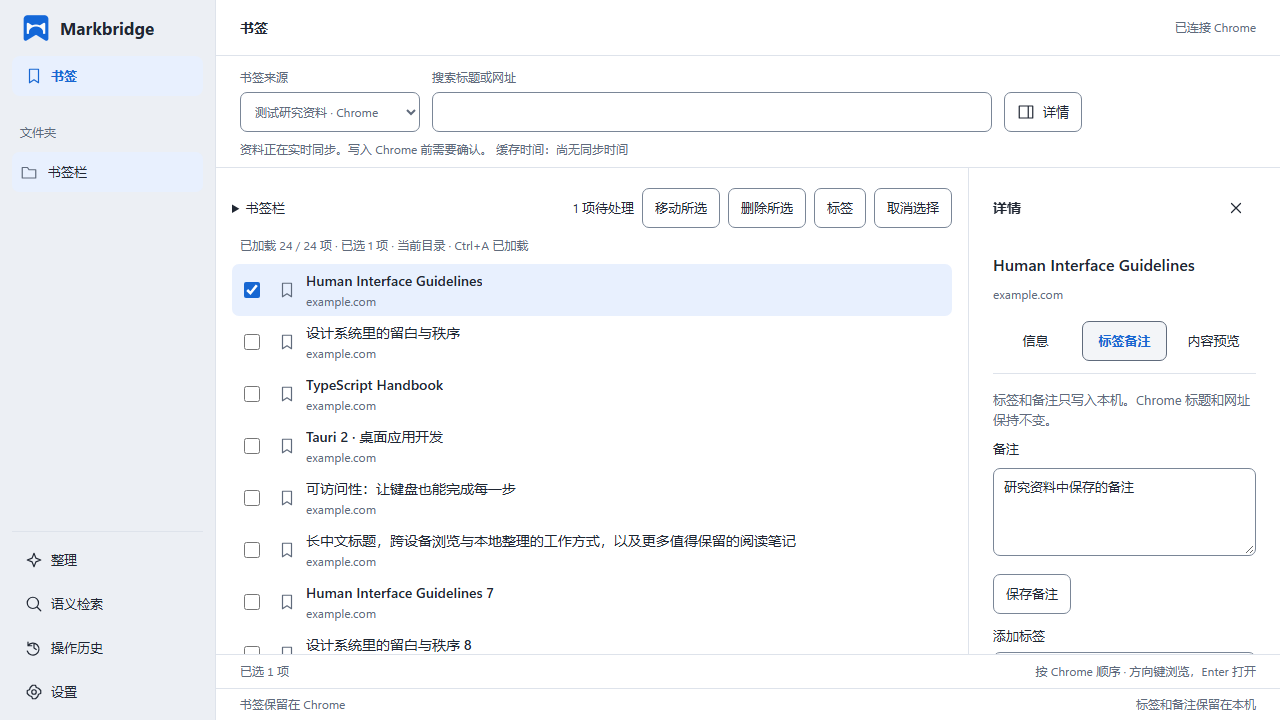 Markbridge
书签
文件夹
书签栏
整理
语义检索
操作历史
设置
书签
已连接 Chrome
书签来源
搜索标题或网址
测试研究资料 · Chrome
详情
资料正在实时同步。写入 Chrome 前需要确认。 缓存时间：尚无同步时间
书签栏
1 项待处理
移动所选
删除所选
标签
取消选择
已加载 24 / 24 项 · 已选 1 项 · 当前目录 · Ctrl+A 已加载
Human Interface Guidelines
example.com
设计系统里的留白与秩序
example.com
TypeScript Handbook
example.com
Tauri 2 · 桌面应用开发
example.com
可访问性：让键盘也能完成每一步
example.com
长中文标题，跨设备浏览与本地整理的工作方式，以及更多值得保留的阅读笔记
example.com
Human Interface Guidelines 7
example.com
设计系统里的留白与秩序 8
详情
Human Interface Guidelines
example.com
信息
标签备注
内容预览
标签和备注只写入本机。Chrome 标题和网址
保持不变。
备注
研究资料中保存的备注
保存备注
添加标签
已选 1 项
按 Chrome 顺序 · 方向键浏览，Enter 打开
书签保留在 Chrome
标签和备注保留在本机